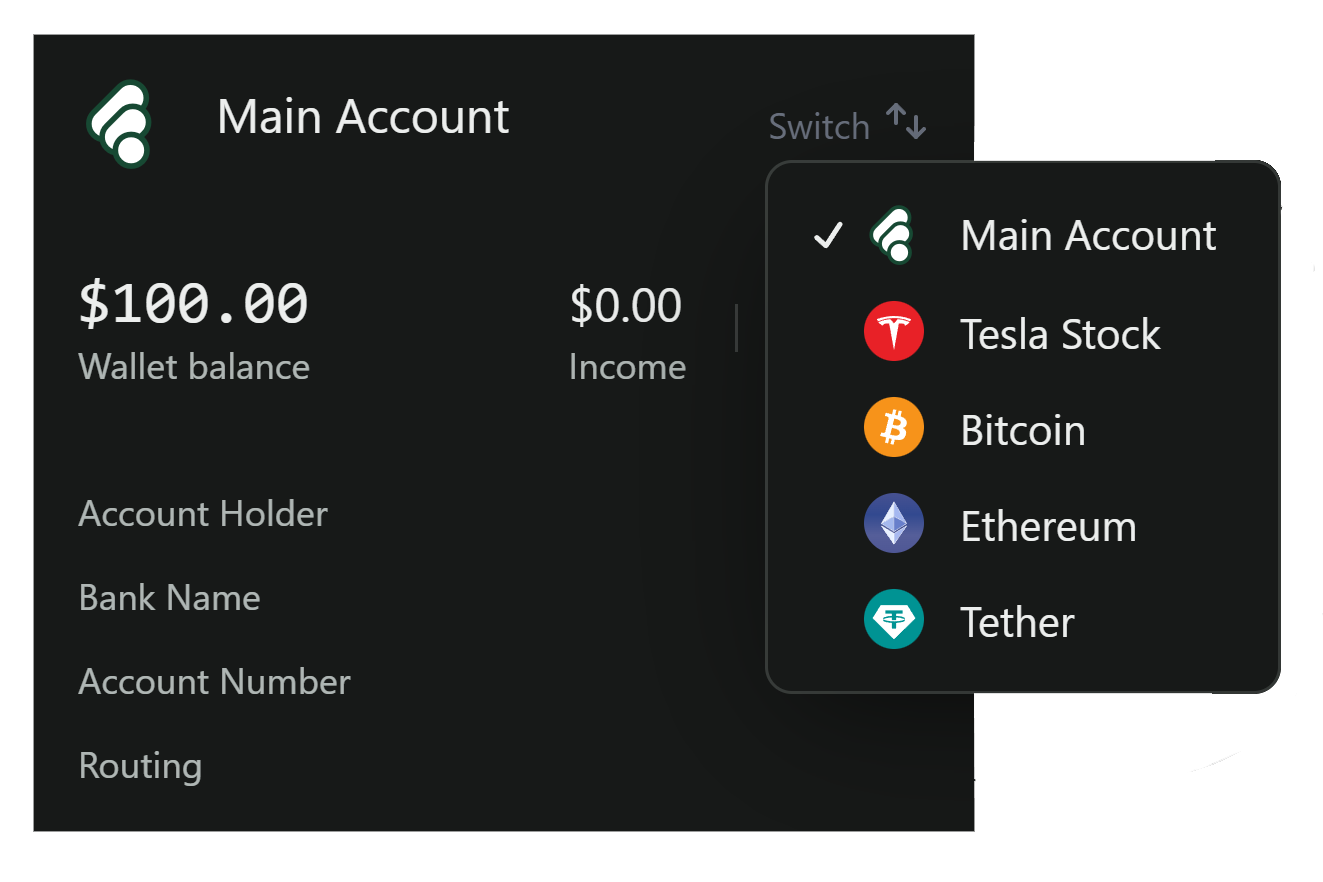 Main Account
Switch
$100.00
Wallet balance
$0.00
Income
Account Holder
Bank Name
Account Number
Routing
Main Account
Tesla Stock
Bitcoin
Ethereum
Tether